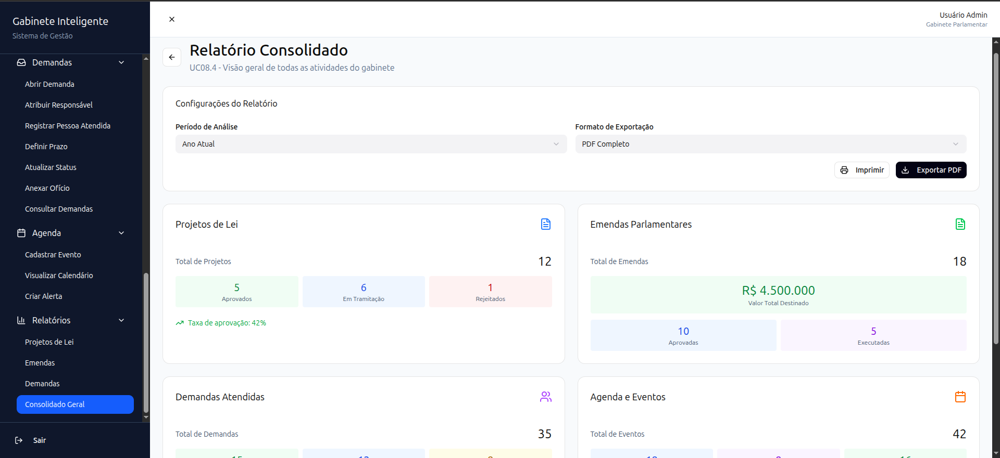 Gabinete Inteligente
Sistema de Gestão
Demandas
Abrir Demanda
Atribuir Responsável
Registrar Pessoa Atendida
Definir Prazo
Atualizar Status
Anexar Ofício
Consultar Demandas
Agenda
Cadastrar Evento
Visualizar Calendário
Criar Alerta
Relatórios
Projetos de Lei
Emendas
Demandas
Consolidado Geral
Sair
Usuário Admin
Gabinete Parlamentar
Relatório Consolidado
UC08.4 - Visão geral de todas as atividades do gabinete
Configurações do Relatório
Período de Análise
Ano Atual
Formato de Exportação
PDF Completo
Imprimir
Exportar PDF
Projetos de Lei
Total de Projetos
12
5
Aprovados
6
Em Tramitação
1
Rejeitados
Taxa de aprovação: 42%
Emendas Parlamentares
Total de Emendas
18
R$ 4.500.000
Valor Total Destinado
10
Aprovadas
5
Executadas
Demandas Atendidas
Total de Demandas
35
Agenda e Eventos
Total de Eventos
42